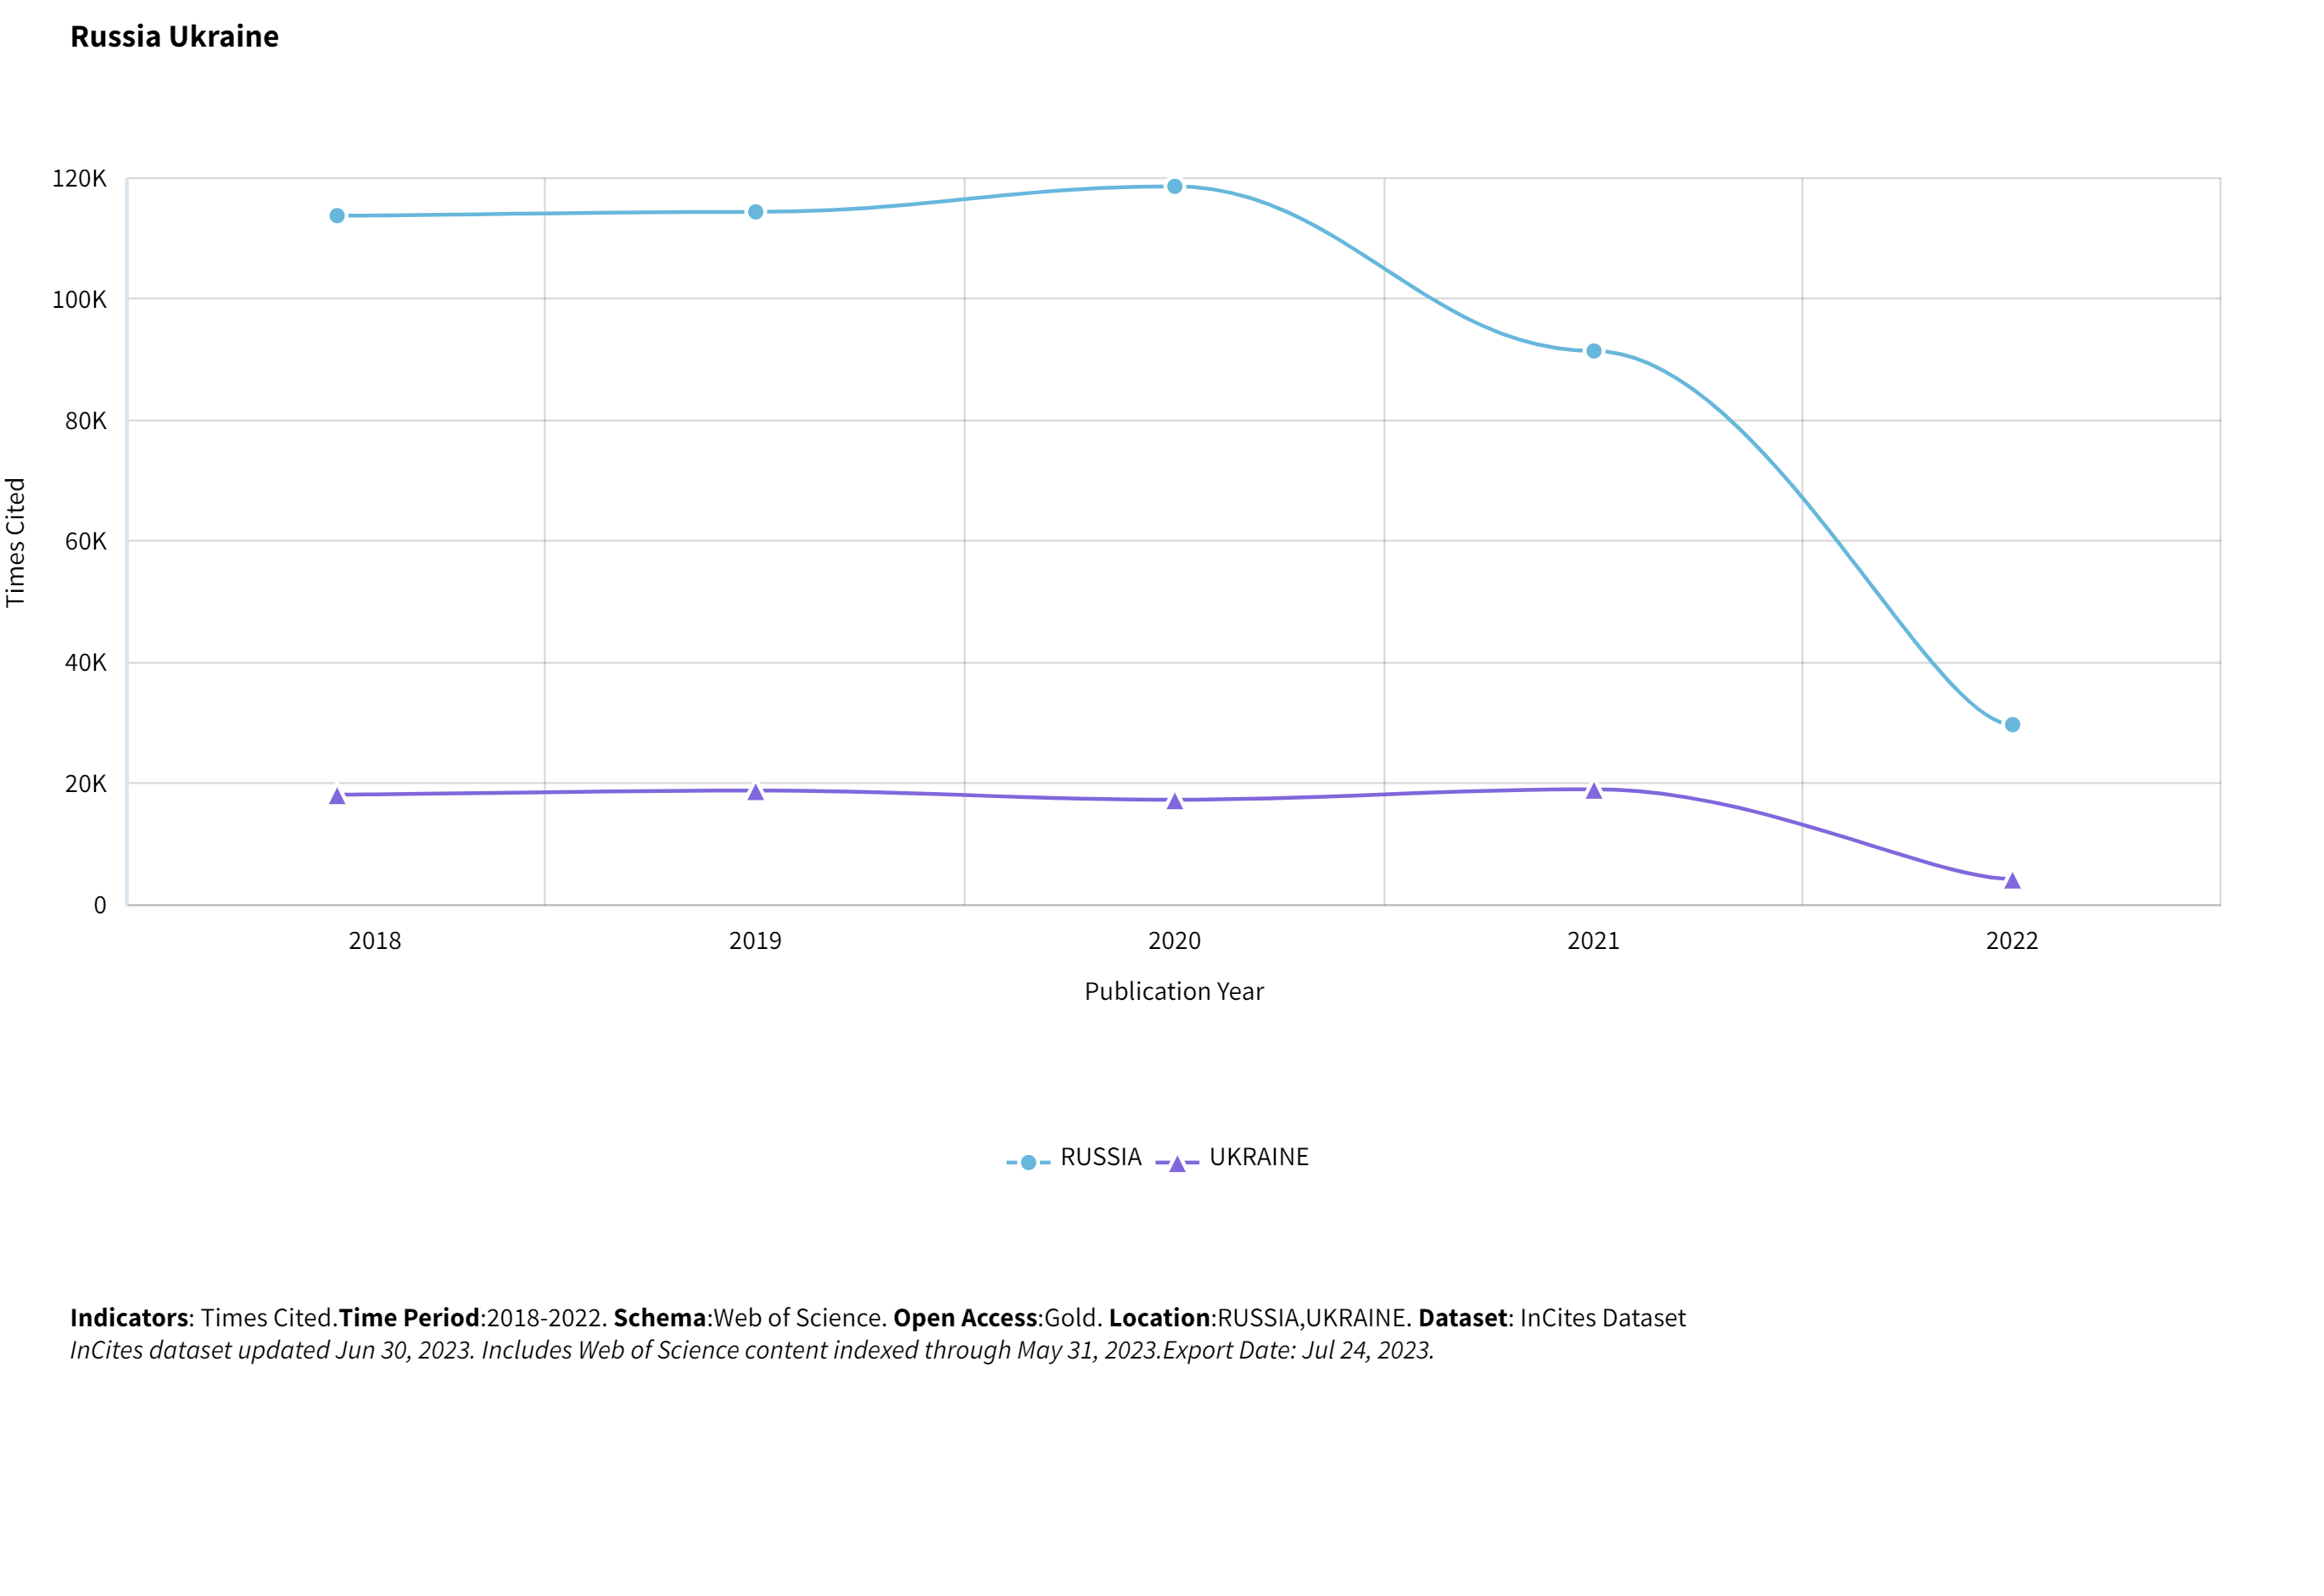 Russia Ukraine
120K
100K
80K
60K
40K
20K
0
Times Cited
2018 2019 2020 2021 2022
Publication Year
RUSSIA UKRAINE
Indicators: Times Cited.Time Period:2018-2022. Schema:Web of Science. Open Access:Gold. Location:RUSSIA,UKRAINE. Dataset: InCites Dataset
InCites dataset updated Jun 30, 2023. Includes Web of Science content indexed through May 31, 2023.Export Date: Jul 24, 2023.